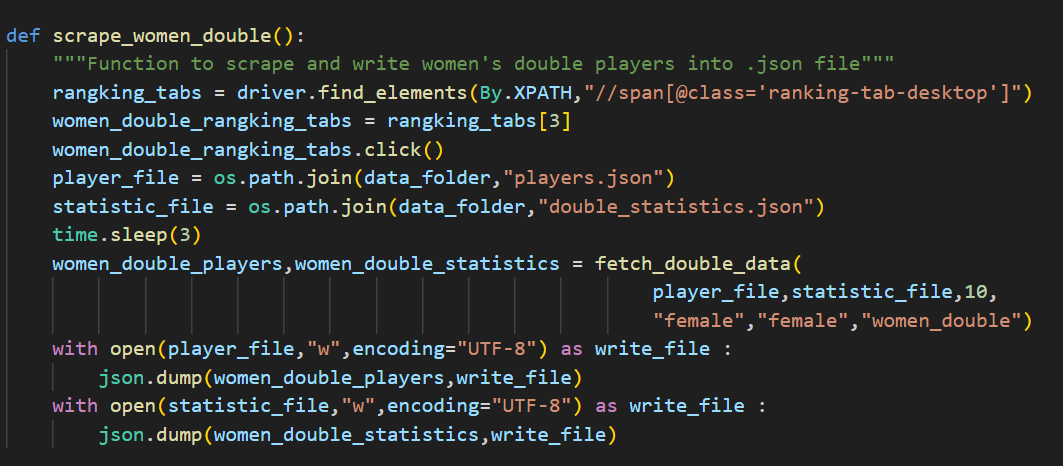 def scrape_women_double():
    """Function to scrape and write women's double players into .json file"""
    rangking_tabs = driver.find_elements(By.XPATH,"//span[@class='ranking-tab-desktop']")
    women_double_rangking_tabs = rangking_tabs[3]
    women_double_rangking_tabs.click()
    player_file = os.path.join(data_folder,"players.json")
    statistic_file = os.path.join(data_folder,"double_statistics.json")
    time.sleep(3)
    women_double_players,women_double_statistics = fetch_double_data(
                                                        player_file,statistic_file,10,
                                                        "female","female","women_double")
    with open(player_file,"w",encoding="UTF-8") as write_file :
        json.dump(women_double_players,write_file)
    with open(statistic_file,"w",encoding="UTF-8") as write_file :
        json.dump(women_double_statistics,write_file)